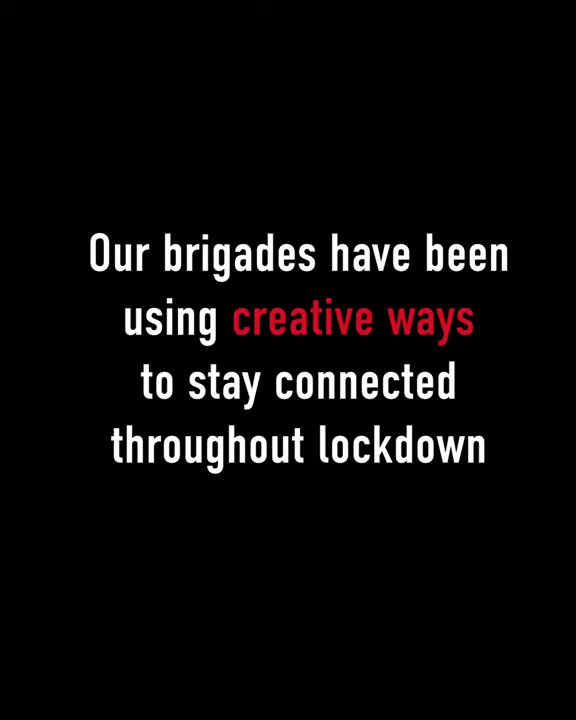 Our brigades have been
using creative ways
to stay connected
throughout lockdown